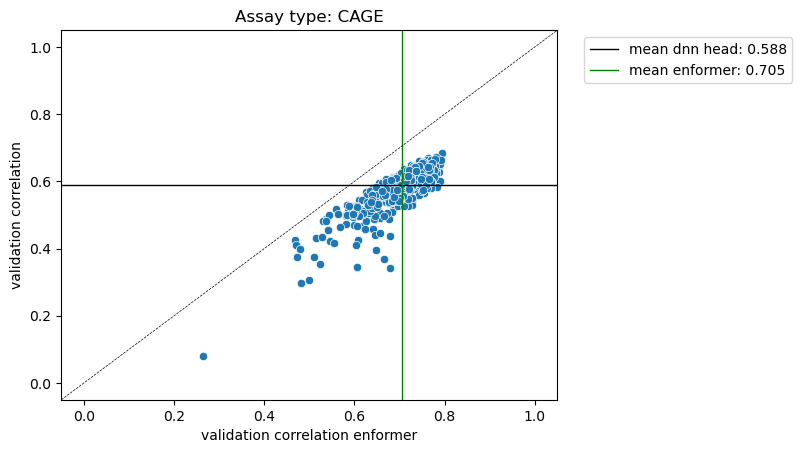 Assay type: CAGE
mean dnn head: 0.588
mean enformer: 0.705
validation correlation
1.0
0.8
0.6
0.4
0.2
0.0
0.0 0.2 0.4 0.6 0.8 1.0
validation correlation enformer